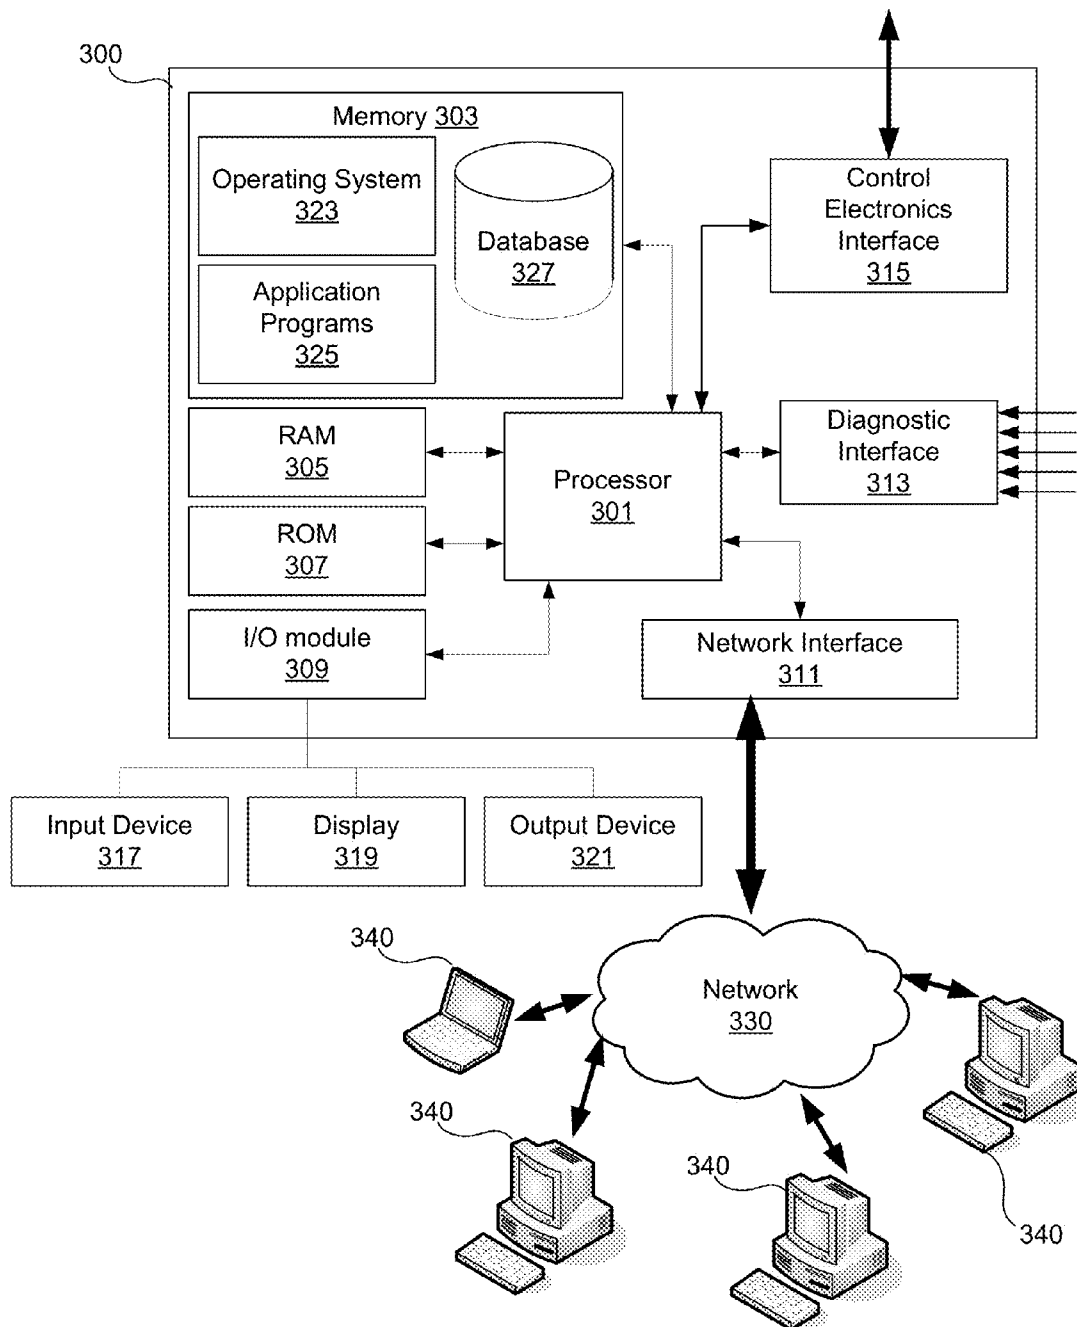 300
Memory 303
Operating System
323
Database
327
Application
Programs
325
Control
Electronics
Interface
315
RAM
305
Processor
301
Diagnostic
Interface
313
ROM
307
I/O module
309
Network Interface
311
Input Device
317
Display
319
Output Device
321
340
Network
330
340
340
340